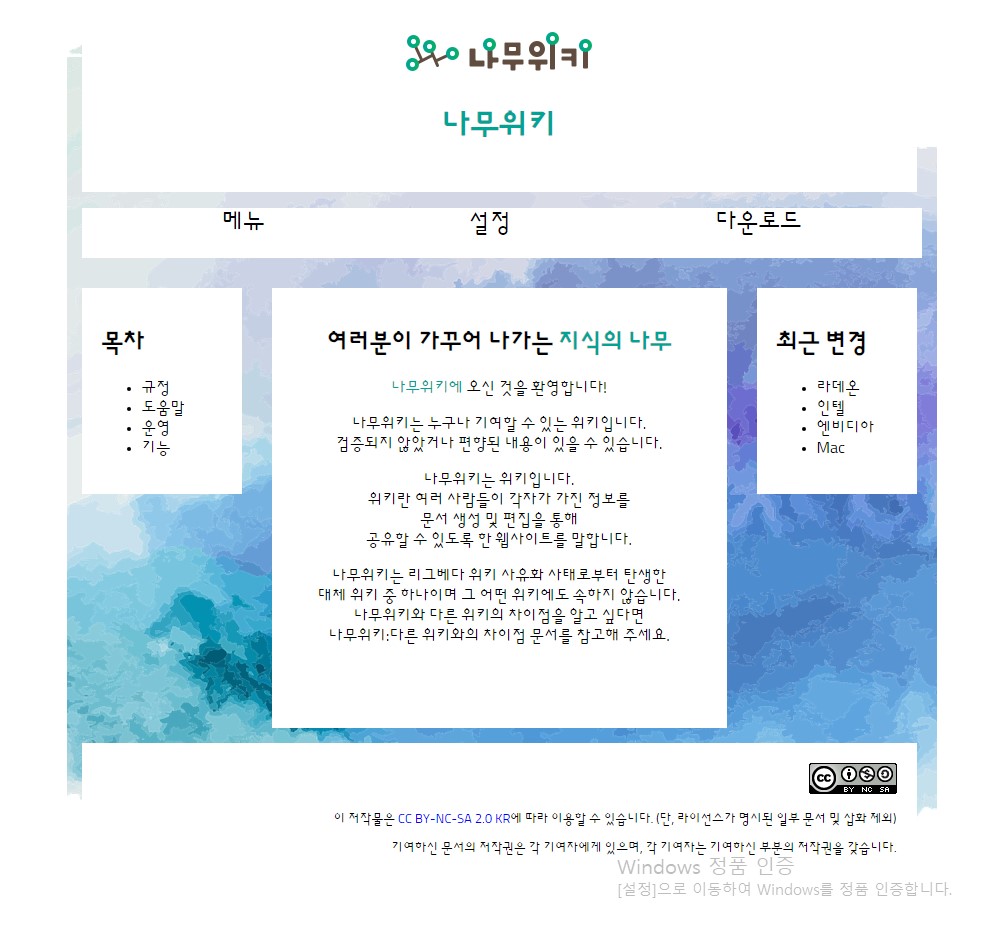 나무위키
나무위키
메뉴
설정
다운로드
목차
규정
도움말
운영
기능
여러분이 가꾸어 나가는 지식의 나무
나무위키에 오신 것을 환영합니다!
나무위키는 누구나 기여할 수 있는 위키입니다.
검증되지 않았거나 편향된 내용이 있을 수 있습니다.
나무위키는 위키입니다.
위키란 여러 사람들이 각자가 가진 정보를
문서 생성 및 편집을 통해
공유할 수 있도록 한 웹사이트를 말합니다.
나무위키는 리그베다 위키 사유화 사태로부터 탄생한
대체 위키 중 하나이며 그 어떤 위키에도 속하지 않습니다.
나무위키와 다른 위키의 차이점을 알고 싶다면
나무위키:다른 위키와의 차이점 문서를 참고해 주세요.
최근 변경
라데온
인텔
엔비디아
Mac
cc
BY NC SA
이 저작물은 CC BY-NC-SA 2.0 KR에 따라 이용할 수 있습니다. (단, 라이선스가 명시된 일부 문서 및 삽화 제외)
기여하신 문서의 저작권은 각 기여자에게 있으며, 각 기여자는 기여하신 부분의 저작권을 갖습니다.
Windows 정품 인증
[설정]으로 이동하여 Windows를 정품 인증합니다.